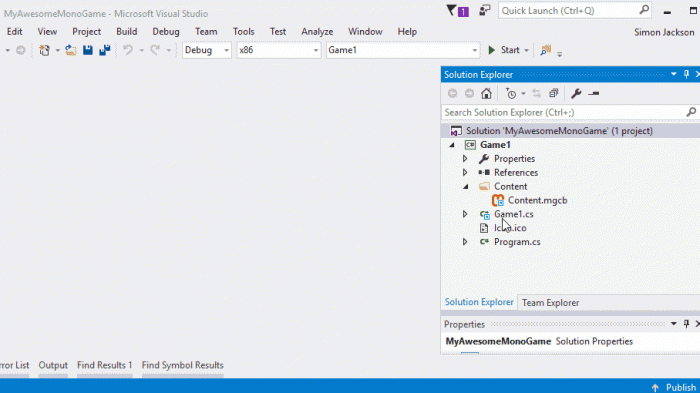 MyAwesomeMonoGame - Microsoft Visual Studio
1
Quick Launch (Ctrl+Q)
Edit View Project Build Debug Team Tools Test Analyze Window Help
Simon Jackson
Debug x86 Game1 Start
Solution Explorer
Search Solution Explorer (Ctrl+;)
Solution 'MyAwesomeMonoGame' (1 project)
C# Game1
Properties
References
Content
Content.mgcb
C# Game1.cs
Icon.ico
C# Program.cs
Solution Explorer Team Explorer
Properties
MyAwesomeMonoGame Solution Properties
rror List Output Find Results 1 Find Symbol Results
Publish